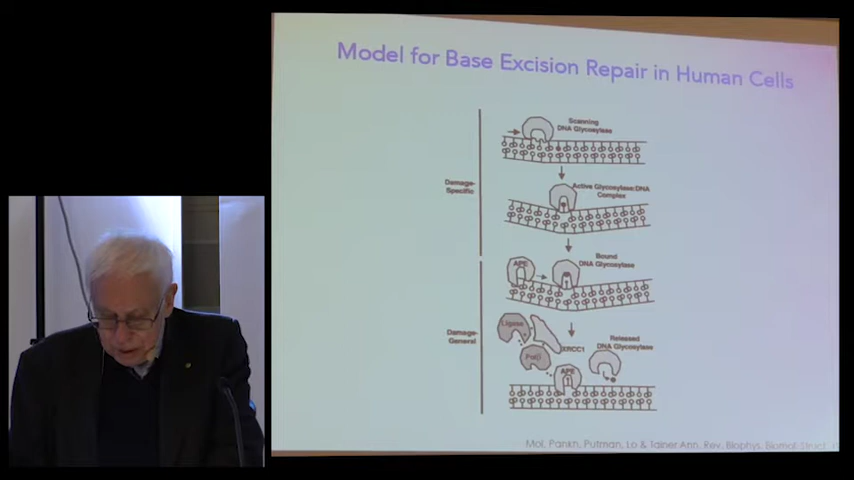 Model for Base Excision Repair in Human Cells
Scanning
DNA Glycosylase
Damage-
Specific
Active Glycosylase:DNA
Complex
Bound
DNA Glycosylase
APE
Damage-
General
Ligase
XRCC1
Polβ
Released
DNA Glycosylase
APE
Mol, Parikh, Putnam, Lo & Tainer Ann. Rev. Biophys. Biomol. Struct.